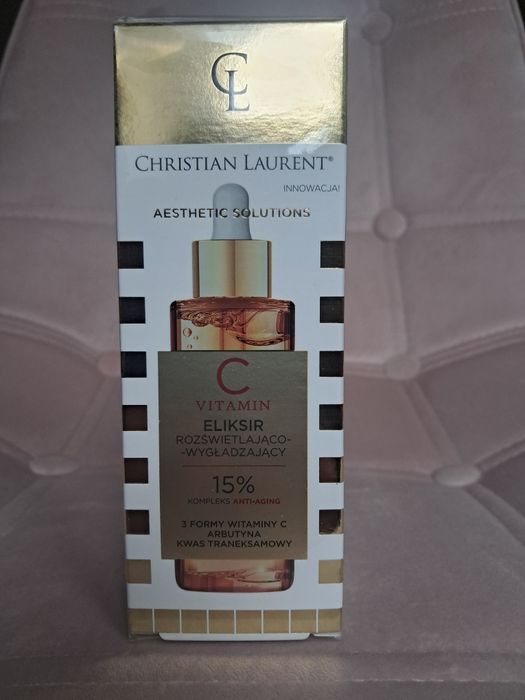 CL
CHRISTIAN LAURENT®
INNOWACJA!
AESTHETIC SOLUTIONS
C
VITAMIN
ELIKSIR
ROZŚWIETLAJĄCO-
-WYGŁADZAJĄCY
15%
KOMPLEKS ANTI-AGING
3 FORMY WITAMINY C
ARBUTYNA
KWAS TRANEKSAMOWY